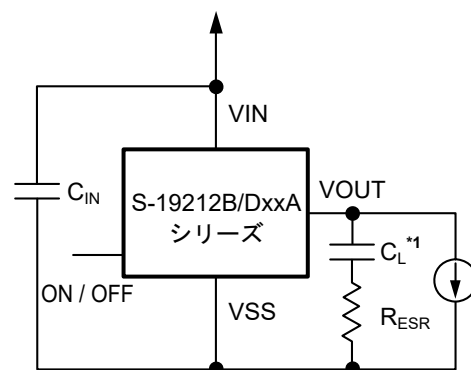 VIN
C_IN
S-19212B/DxxA
シリーズ
VOUT
C_L*1
ON / OFF
VSS
R_ESR